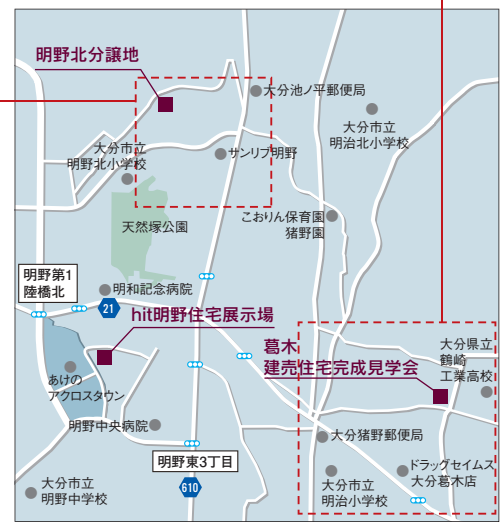 明野北分譲地
大分池ノ平郵便局
大分市立
明治北小学校
大分市立
明野北小学校
サンリブ明野
天然塚公園
こおりん保育園
猪野園
明野第1
陸橋北
明和記念病院
21
hit明野住宅展示場
葛木
建売住宅完成見学会
大分県立
鶴崎
工業高校
あけの
アクロスタウン
明野中央病院
大分猪野郵便局
明野東3丁目
ドラッグセイムス
大分葛木店
大分市立
明野中学校
610
大分市立
明治小学校